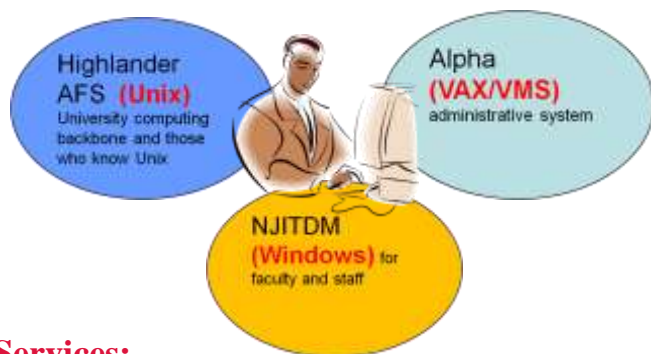 Highlander
AFS (Unix)
University computing
backbone and those
who know Unix
Alpha
(VAX/VMS)
administrative system
NJITDM
(Windows) for
faculty and staff
Services: